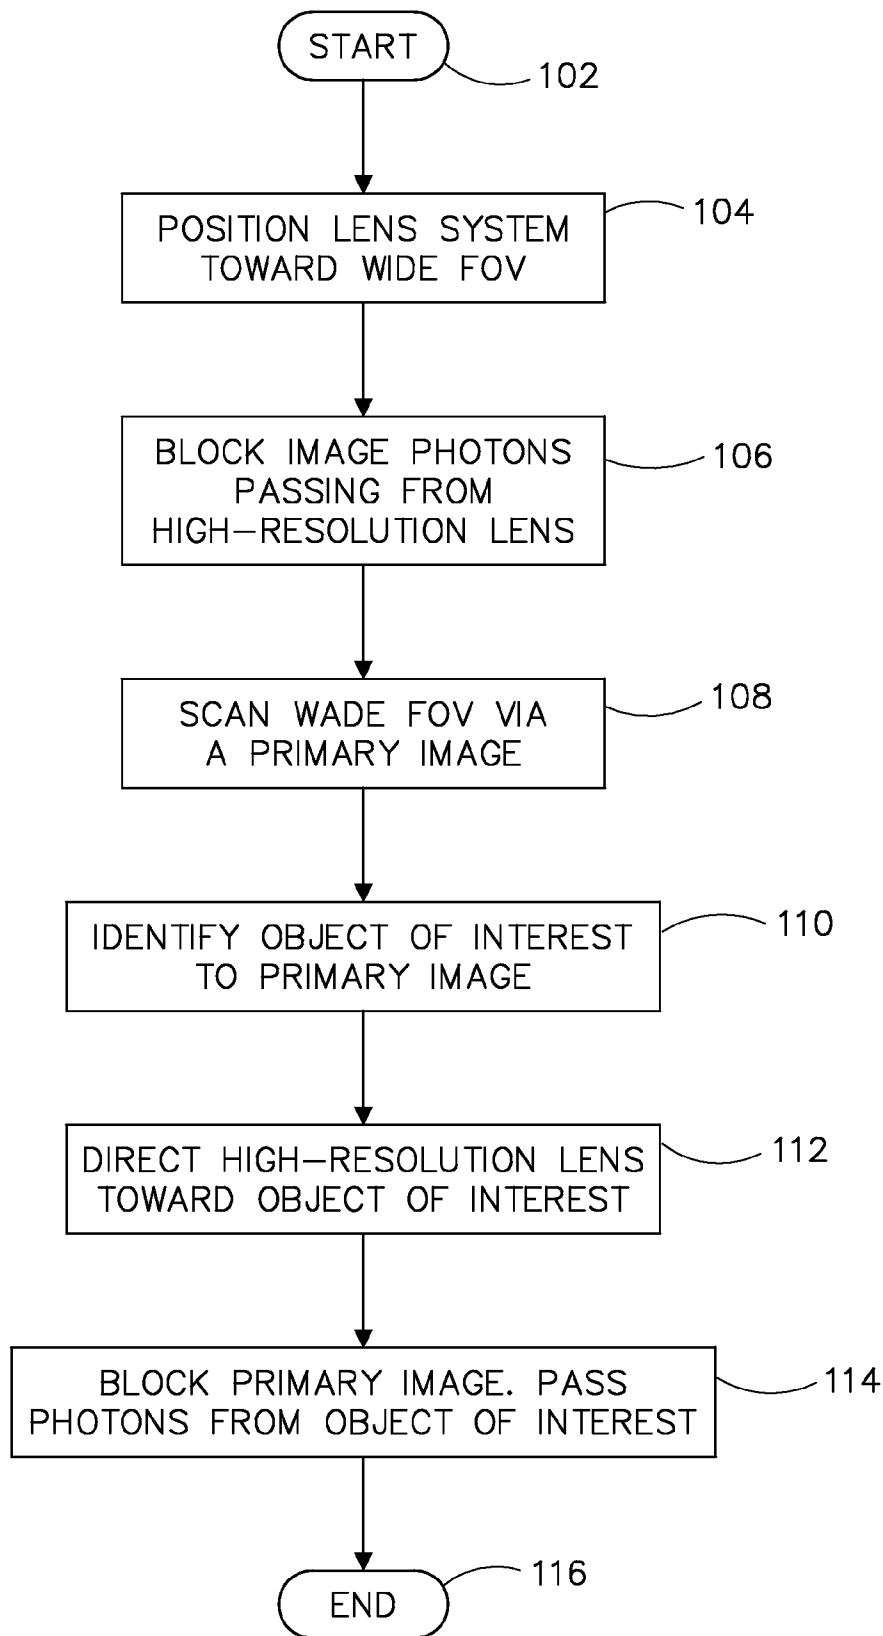 START
102
POSITION LENS SYSTEM
TOWARD WIDE FOV
104
BLOCK IMAGE PHOTONS
PASSING FROM
HIGH-RESOLUTION LENS
106
SCAN WADE FOV VIA
A PRIMARY IMAGE
108
IDENTIFY OBJECT OF INTEREST
TO PRIMARY IMAGE
110
DIRECT HIGH-RESOLUTION LENS
TOWARD OBJECT OF INTEREST
112
BLOCK PRIMARY IMAGE. PASS
PHOTONS FROM OBJECT OF INTEREST
114
END
116